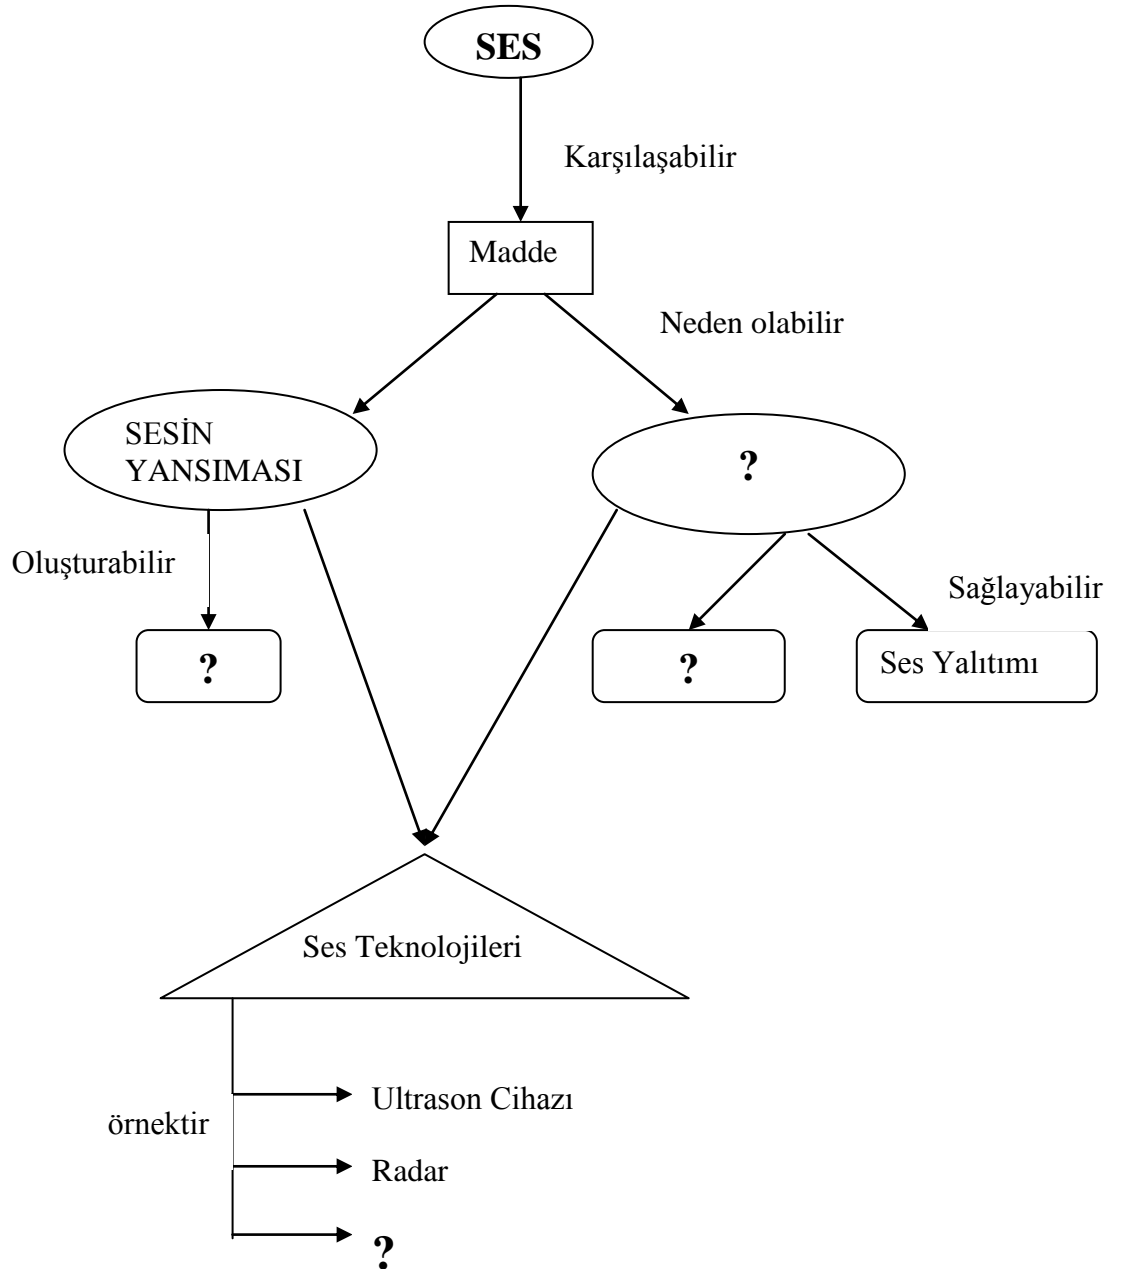 SES
Karşılaşabilir
Madde
Neden olabilir
SESİN
YANSIMASI
?
Oluşturabilir
Sağlayabilir
?
?
Ses Yalıtımı
Ses Teknolojileri
örnektir
Ultrason Cihazı
Radar
?